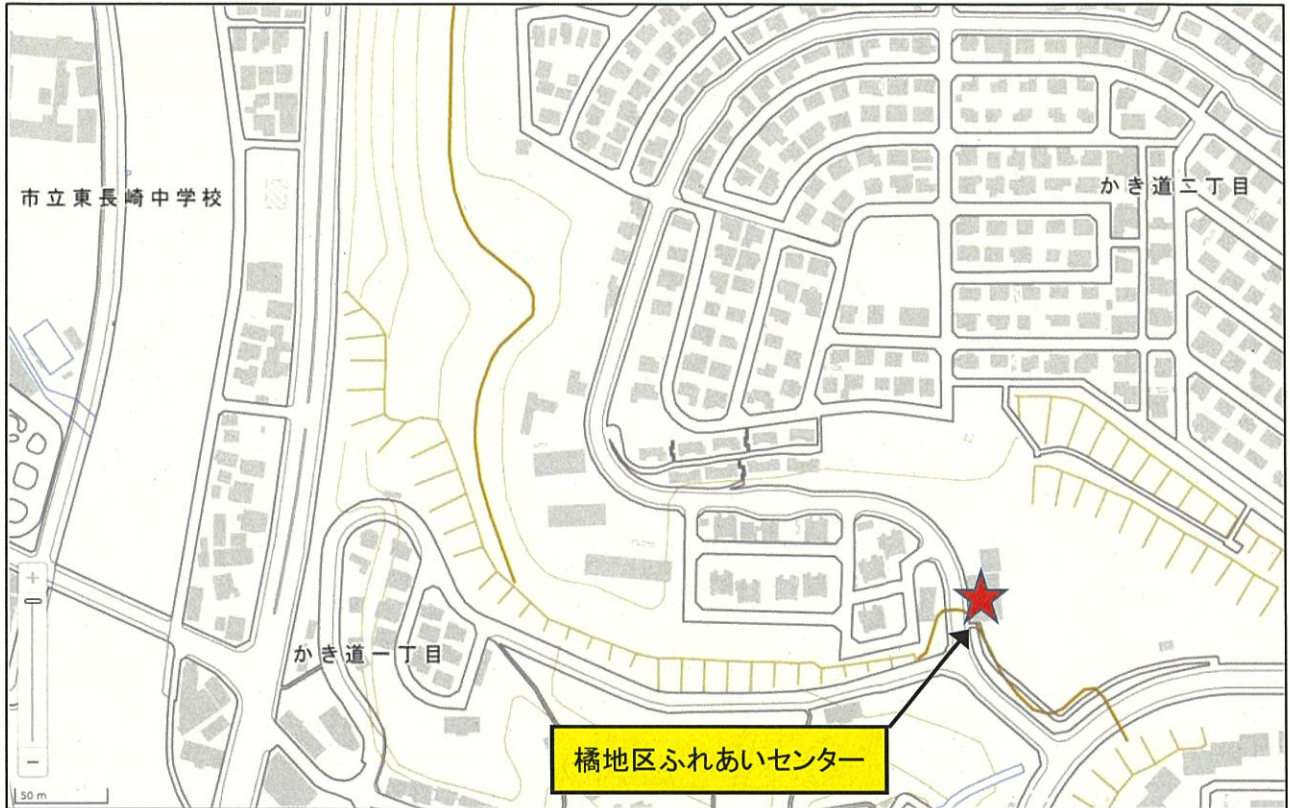 市立東長崎中学校
かき道二丁目
かき道一丁目
橘地区ふれあいセンター
+
−
50 m